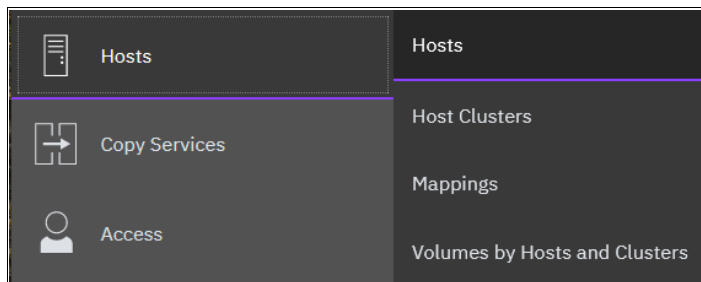 Hosts
Copy Services
Access
Hosts
Host Clusters
Mappings
Volumes by Hosts and Clusters